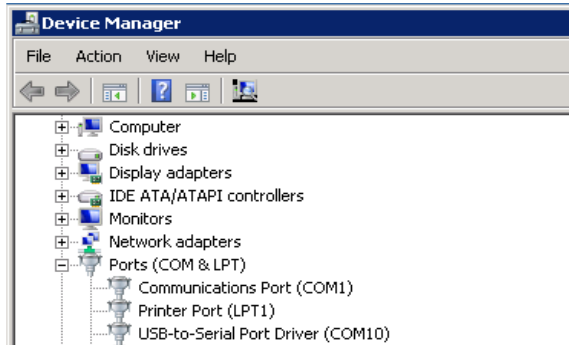 Device Manager
File Action View Help
Computer
Disk drives
Display adapters
IDE ATA/ATAPI controllers
Monitors
Network adapters
Ports (COM & LPT)
Communications Port (COM1)
Printer Port (LPT1)
USB-to-Serial Port Driver (COM10)